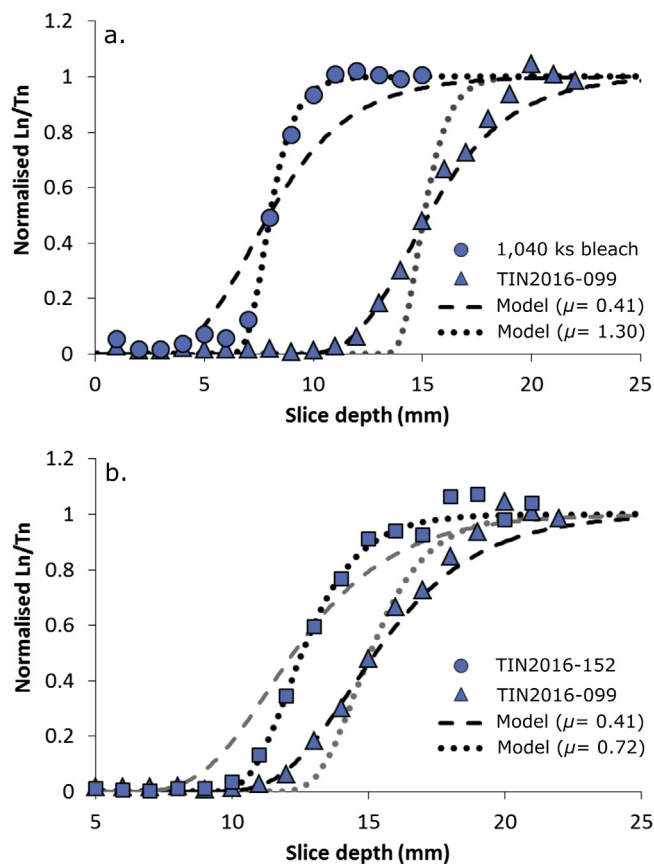 a.
Normalised Ln/Tn
1.2
1
0.8
0.6
0.4
0.2
0
0 5 10 15 20 25
Slice depth (mm)
1,040 ks bleach
TIN2016-099
Model (μ= 0.41)
Model (μ= 1.30)
b.
Normalised Ln/Tn
1.2
1
0.8
0.6
0.4
0.2
0
5 10 15 20 25
Slice depth (mm)
TIN2016-152
TIN2016-099
Model (μ= 0.41)
Model (μ= 0.72)